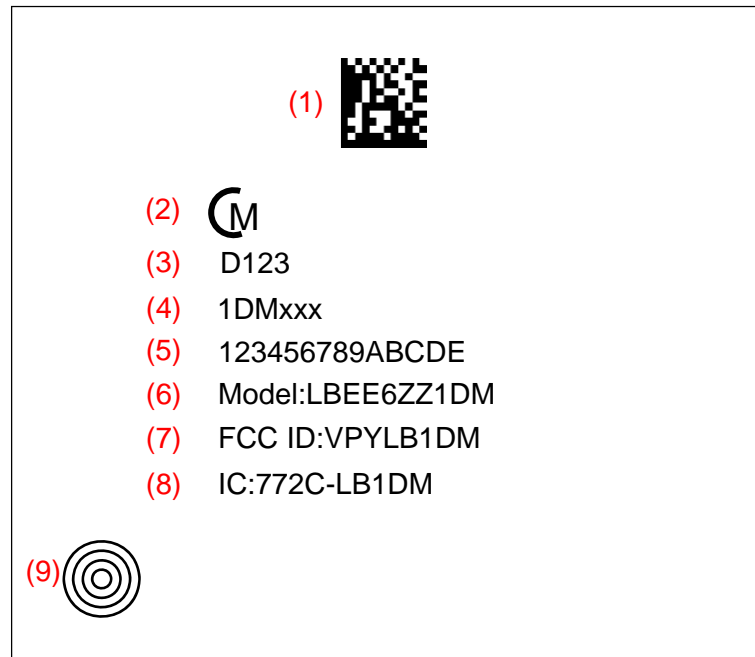 (1)
(2) CM
(3) D123
(4) 1DMxxx
(5) 123456789ABCDE
(6) Model:LBEE6ZZ1DM
(7) FCC ID:VPYLB1DM
(8) IC:772C-LB1DM
(9)